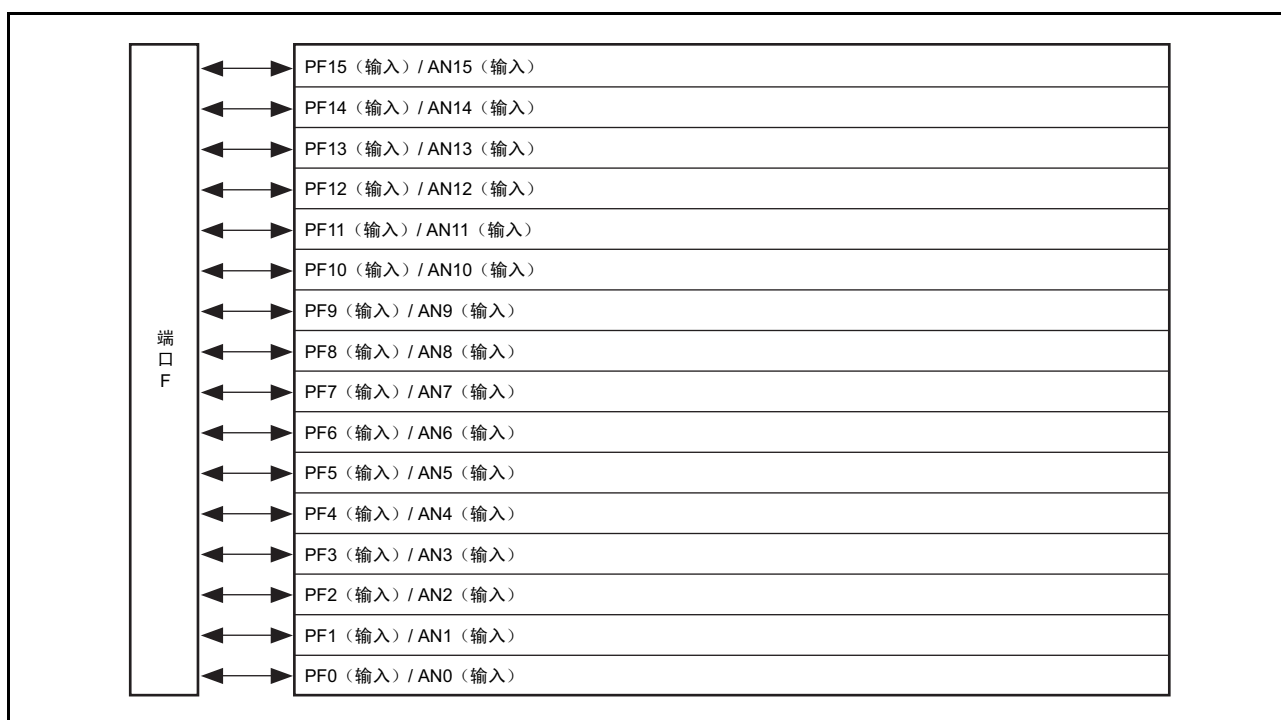 端口F
PF15（输入）/ AN15（输入）
PF14（输入）/ AN14（输入）
PF13（输入）/ AN13（输入）
PF12（输入）/ AN12（输入）
PF11（输入）/ AN11（输入）
PF10（输入）/ AN10（输入）
PF9（输入）/ AN9（输入）
PF8（输入）/ AN8（输入）
PF7（输入）/ AN7（输入）
PF6（输入）/ AN6（输入）
PF5（输入）/ AN5（输入）
PF4（输入）/ AN4（输入）
PF3（输入）/ AN3（输入）
PF2（输入）/ AN2（输入）
PF1（输入）/ AN1（输入）
PF0（输入）/ AN0（输入）